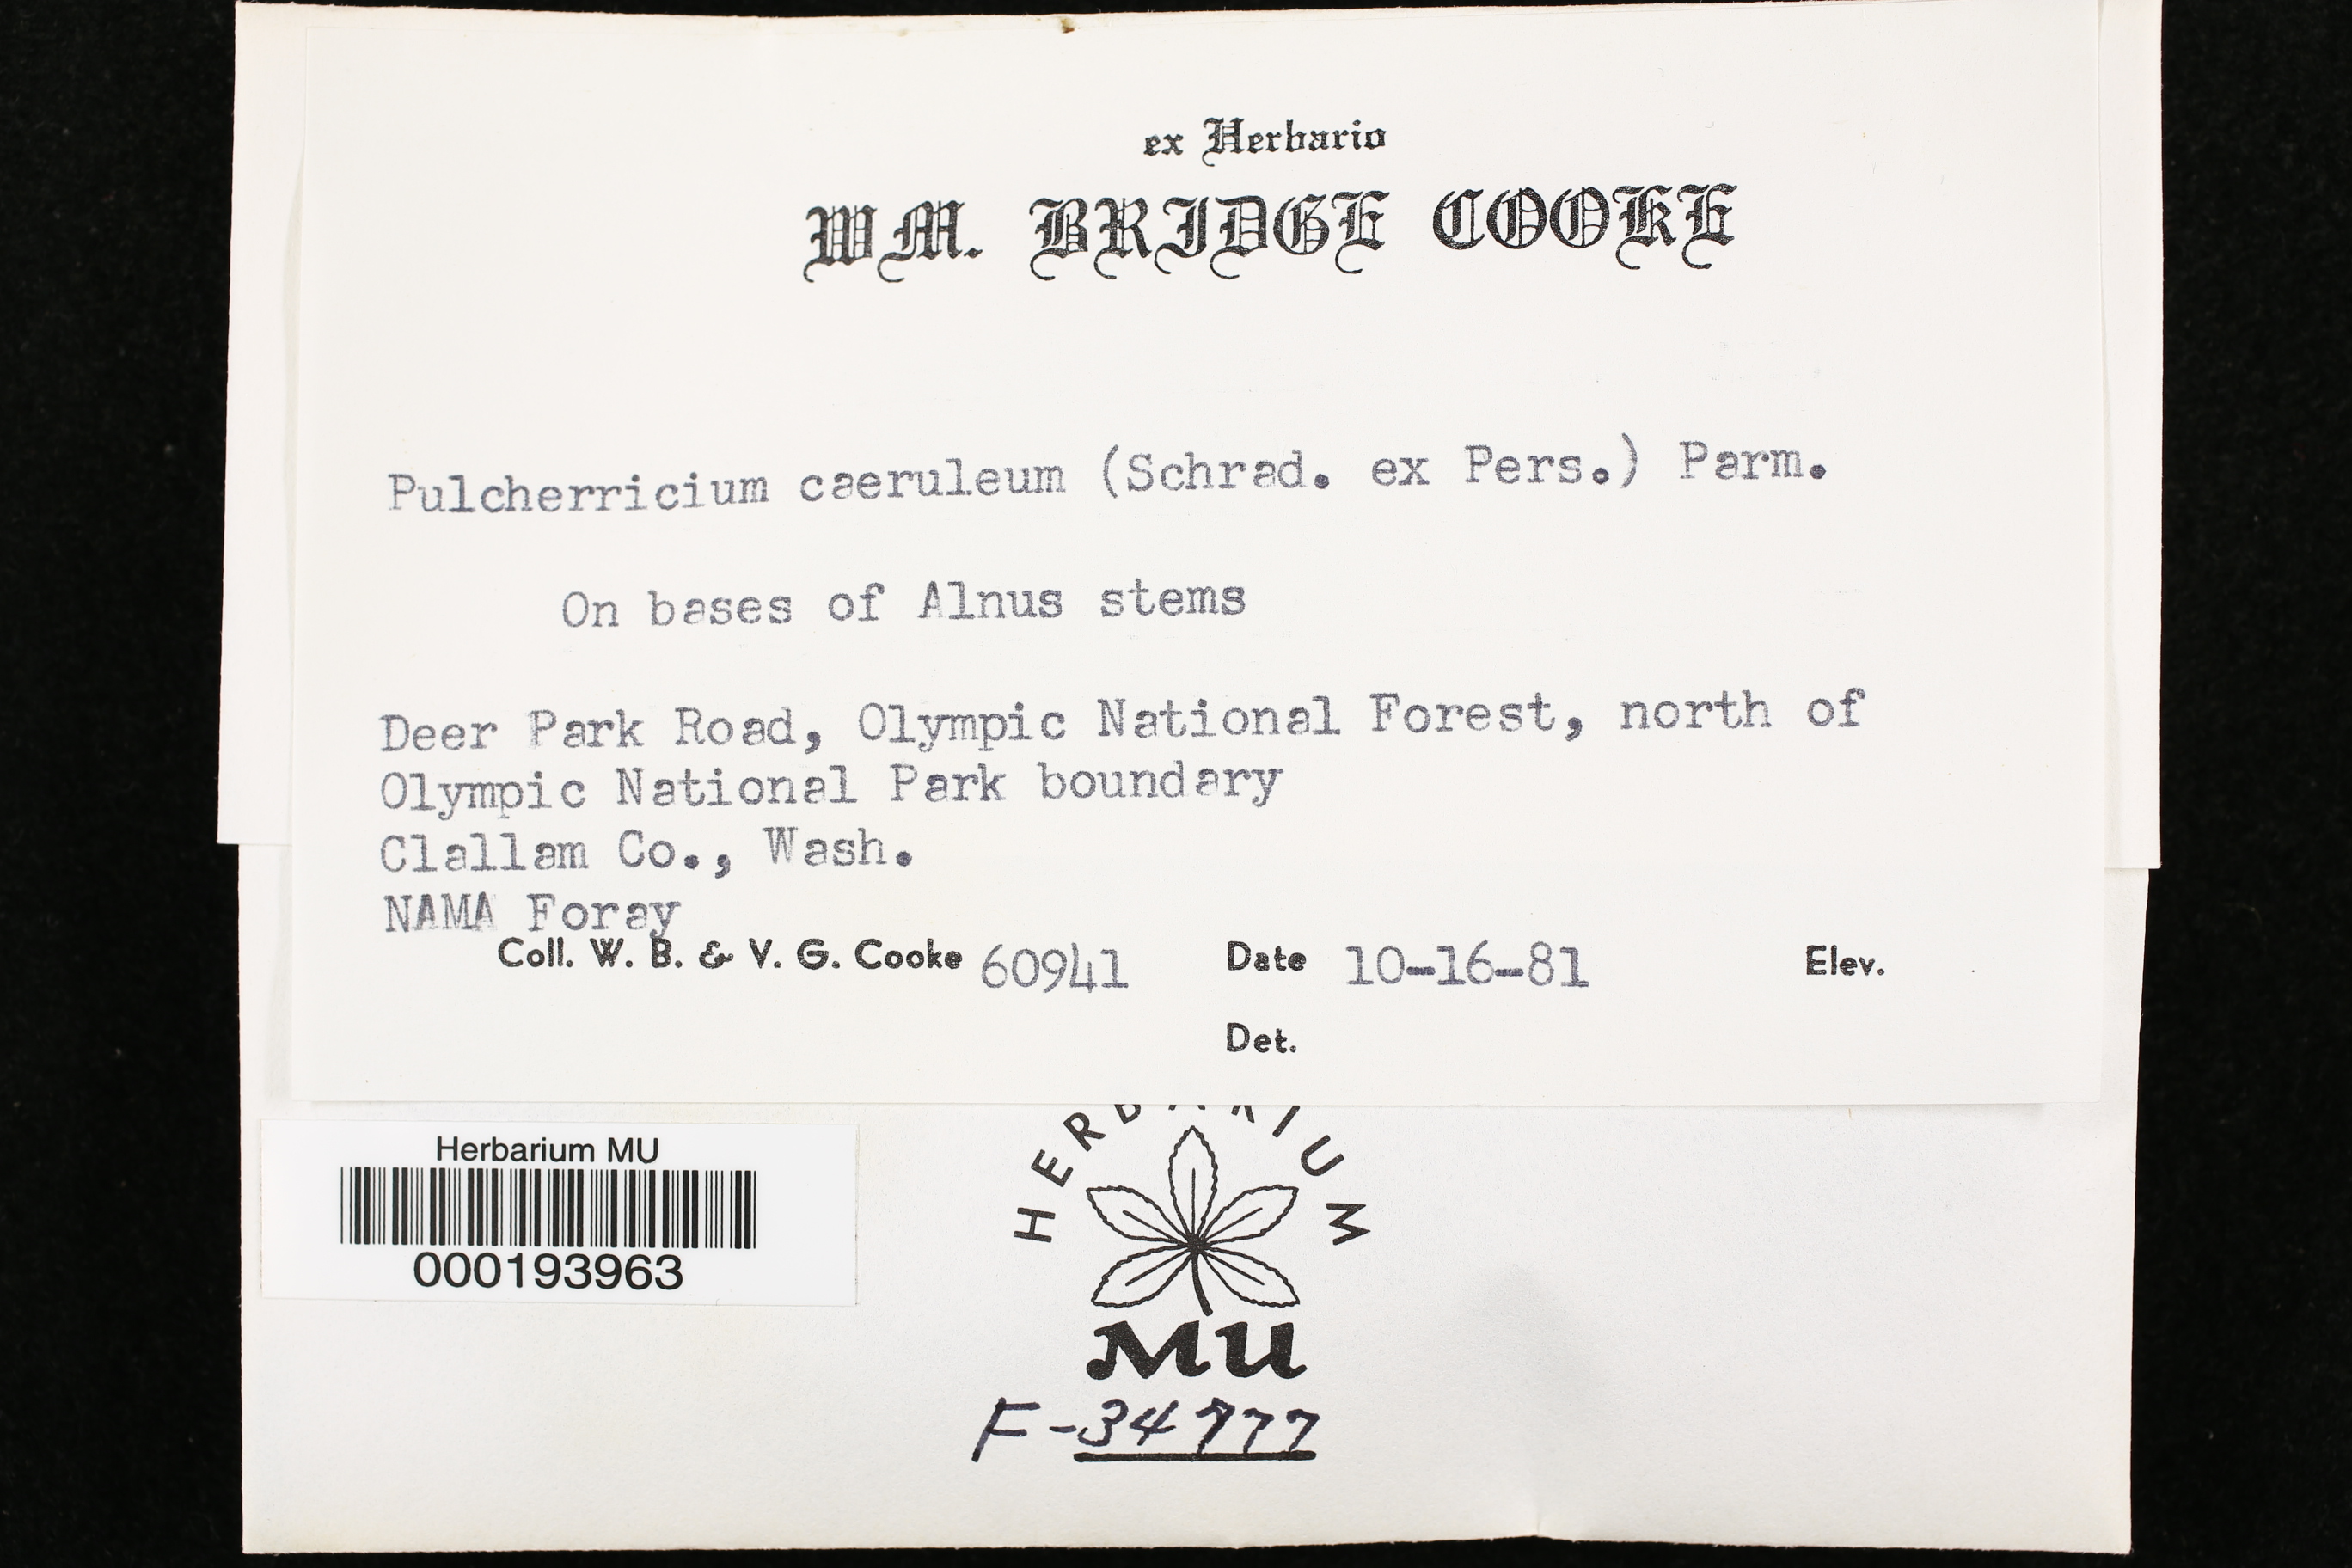 ex Herbario
WM. BRIDGE COOKE
Pulcherricium caeruleum (Schrad. ex Pers.) Parm.
On bases of Alnus stems
Deer Park Road, Olympic National Forest, north of
Olympic National Park boundary
Clallam Co., Wash.
NAMA Foray
Coll. W. B. & V. G. Cooke 60941 Date 10-16-81 Elev.
Det.
Herbarium MU
000193963
HERBARIUM
MU
F-34777